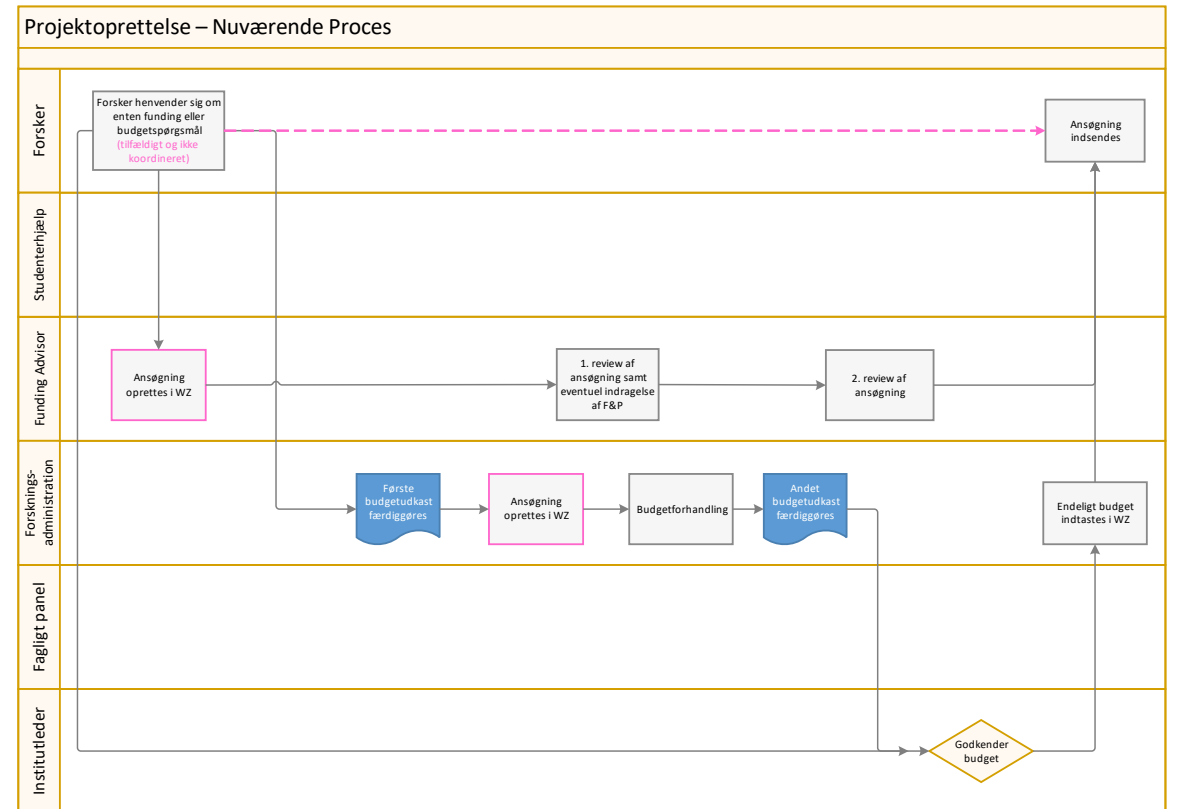 Projektoprettelse – Nuværende Proces
Forsker
Forsker henvender sig om
enten funding eller
budgetspørgsmål
(tilfældigt og ikke
koordineret)
Ansøgning
indsendes
Studenterhjælp
Funding Advisor
Ansøgning
oprettes i WZ
1. review af
ansøgning samt
eventuel indragelse
af F&P
2. review af
ansøgning
Forsknings-
administration
Første
budgetudkast
færdiggøres
Ansøgning
oprettes i WZ
Budgetforhandling
Andet
budgetudkast
færdiggøres
Endeligt budget
indtastes i WZ
Fagligt panel
Institutleder
Godkender
budget